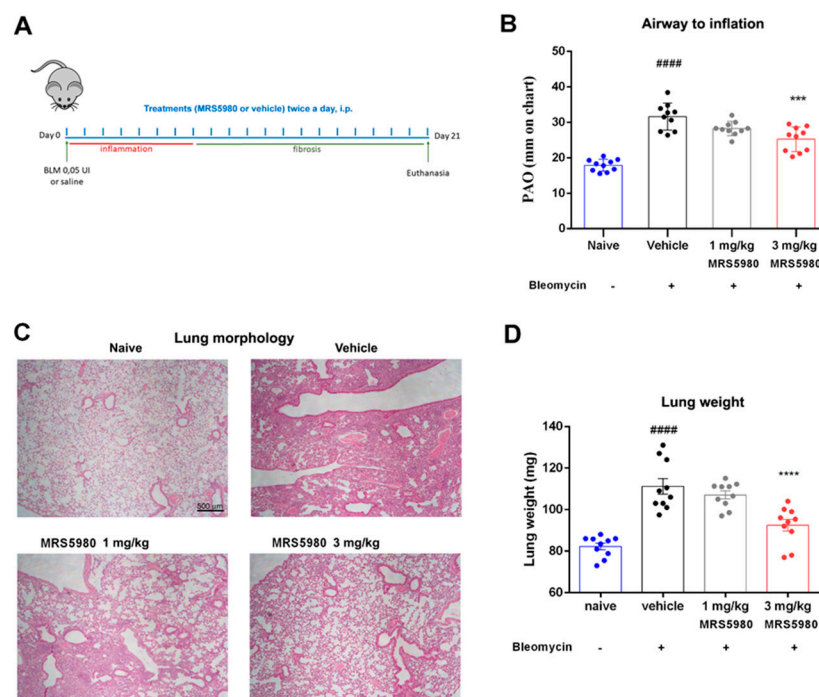 A
Treatments (MRS5980 or vehicle) twice a day, i.p.
Day 0
Day 21
inflammation
fibrosis
BLM 0,05 UI
or saline
Euthanasia
B
Airway to inflation
PAO (mm on chart)
50
40
30
20
10
0
####
***
Naive
Vehicle
1 mg/kg
MRS5980
3 mg/kg
MRS5980
Bleomycin - + + +
C
Lung morphology
Naive
Vehicle
500 µm
MRS5980 1 mg/kg
MRS5980 3 mg/kg
D
Lung weight
Lung weight (mg)
140
120
100
80
60
####
****
naive
vehicle
1 mg/kg
MRS5980
3 mg/kg
MRS5980
Bleomycin - + + +